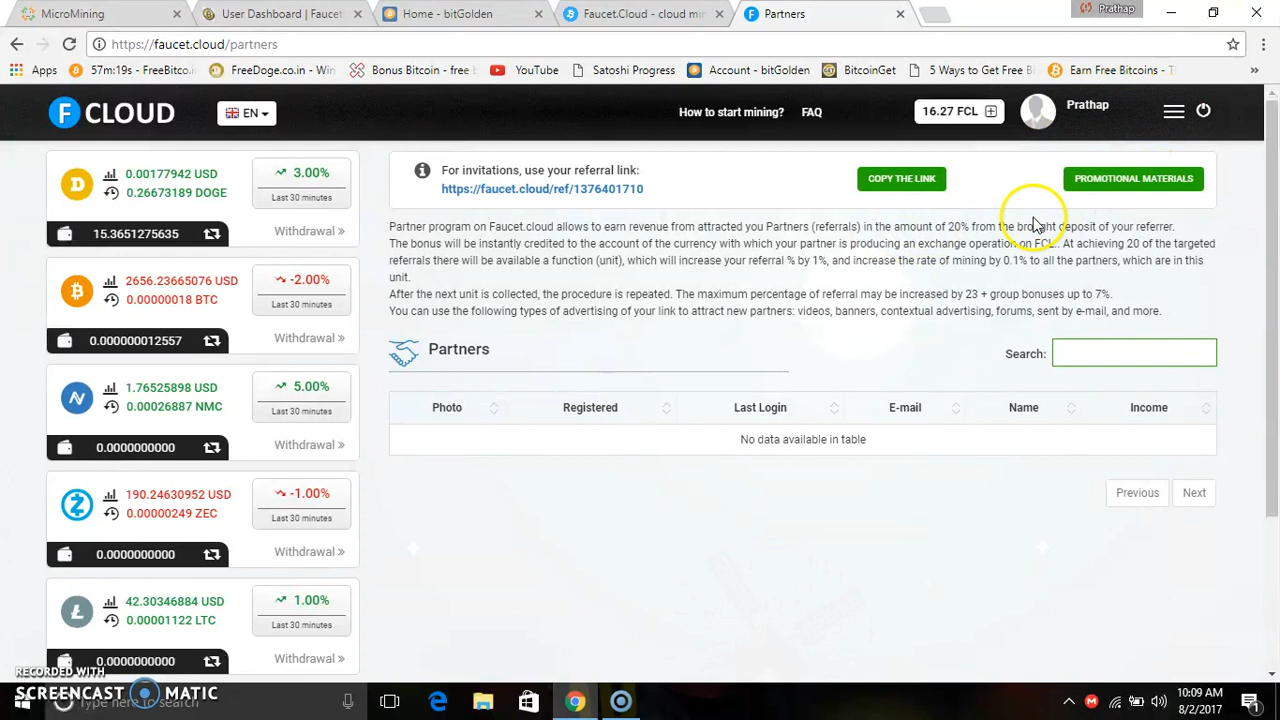 MicroMining
User Dashboard | Faucet
Home - bitGolden
Faucet.Cloud - cloud min
Partners
Prathap
https://faucet.cloud/partners
Apps
57m:19s - FreeBitco.in
FreeDoge.co.in - Win
Bonus Bitcoin - free b
YouTube
Satoshi Progress
Account - bitGolden
BitcoinGet
5 Ways to Get Free Bi
Earn Free Bitcoins - T
F CLOUD
EN
How to start mining?
FAQ
16.27 FCL
Prathap
0.00177942 USD
0.26673189 DOGE
3.00%
Last 30 minutes
15.3651275635
Withdrawal »
2656.23665076 USD
0.00000018 BTC
-2.00%
Last 30 minutes
0.000000012557
Withdrawal »
1.76525898 USD
0.00026887 NMC
5.00%
Last 30 minutes
0.0000000000
Withdrawal »
190.24630952 USD
0.00000249 ZEC
-1.00%
Last 30 minutes
0.0000000000
Withdrawal »
42.30346884 USD
0.00001122 LTC
1.00%
Last 30 minutes
0.0000000000
Withdrawal »
For invitations, use your referral link:
https://faucet.cloud/ref/1376401710
COPY THE LINK
PROMOTIONAL MATERIALS
Partner program on Faucet.cloud allows to earn revenue from attracted you Partners (referrals) in the amount of 20% from the brought deposit of your referrer.
The bonus will be instantly credited to the account of the currency with which your partner is producing an exchange operation on FCL.. At achieving 20 of the targeted
referrals there will be available a function (unit), which will increase your referral % by 1%, and increase the rate of mining by 0.1% to all the partners, which are in this
unit.
After the next unit is collected, the procedure is repeated. The maximum percentage of referral may be increased by 23 + group bonuses up to 7%.
You can use the following types of advertising of your link to attract new partners: videos, banners, contextual advertising, forums, sent by e-mail, and more.
Partners
Search:
Photo
Registered
Last Login
E-mail
Name
Income
No data available in table
Previous
Next
RECORDED WITH
SCREENCAST MATIC
Type here to search
10:09 AM
8/2/2017
1